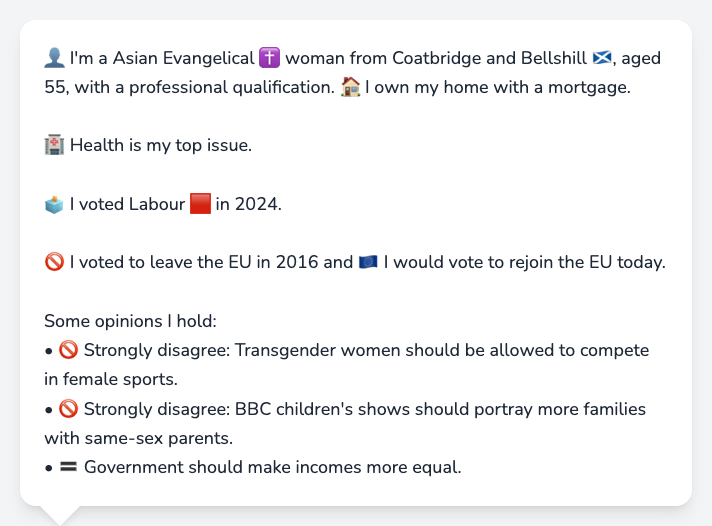 👤 I'm a Asian Evangelical ✝️ woman from Coatbridge and Bellshill 🏴󠁧󠁢󠁳󠁣󠁴󠁿, aged
55, with a professional qualification. 🏠 I own my home with a mortgage.
🏥 Health is my top issue.
🗳️ I voted Labour 🟥 in 2024.
🚫 I voted to leave the EU in 2016 and 🇪🇺 I would vote to rejoin the EU today.
Some opinions I hold:
• 🚫 Strongly disagree: Transgender women should be allowed to compete
in female sports.
• 🚫 Strongly disagree: BBC children's shows should portray more families
with same-sex parents.
• 🟰 Government should make incomes more equal.